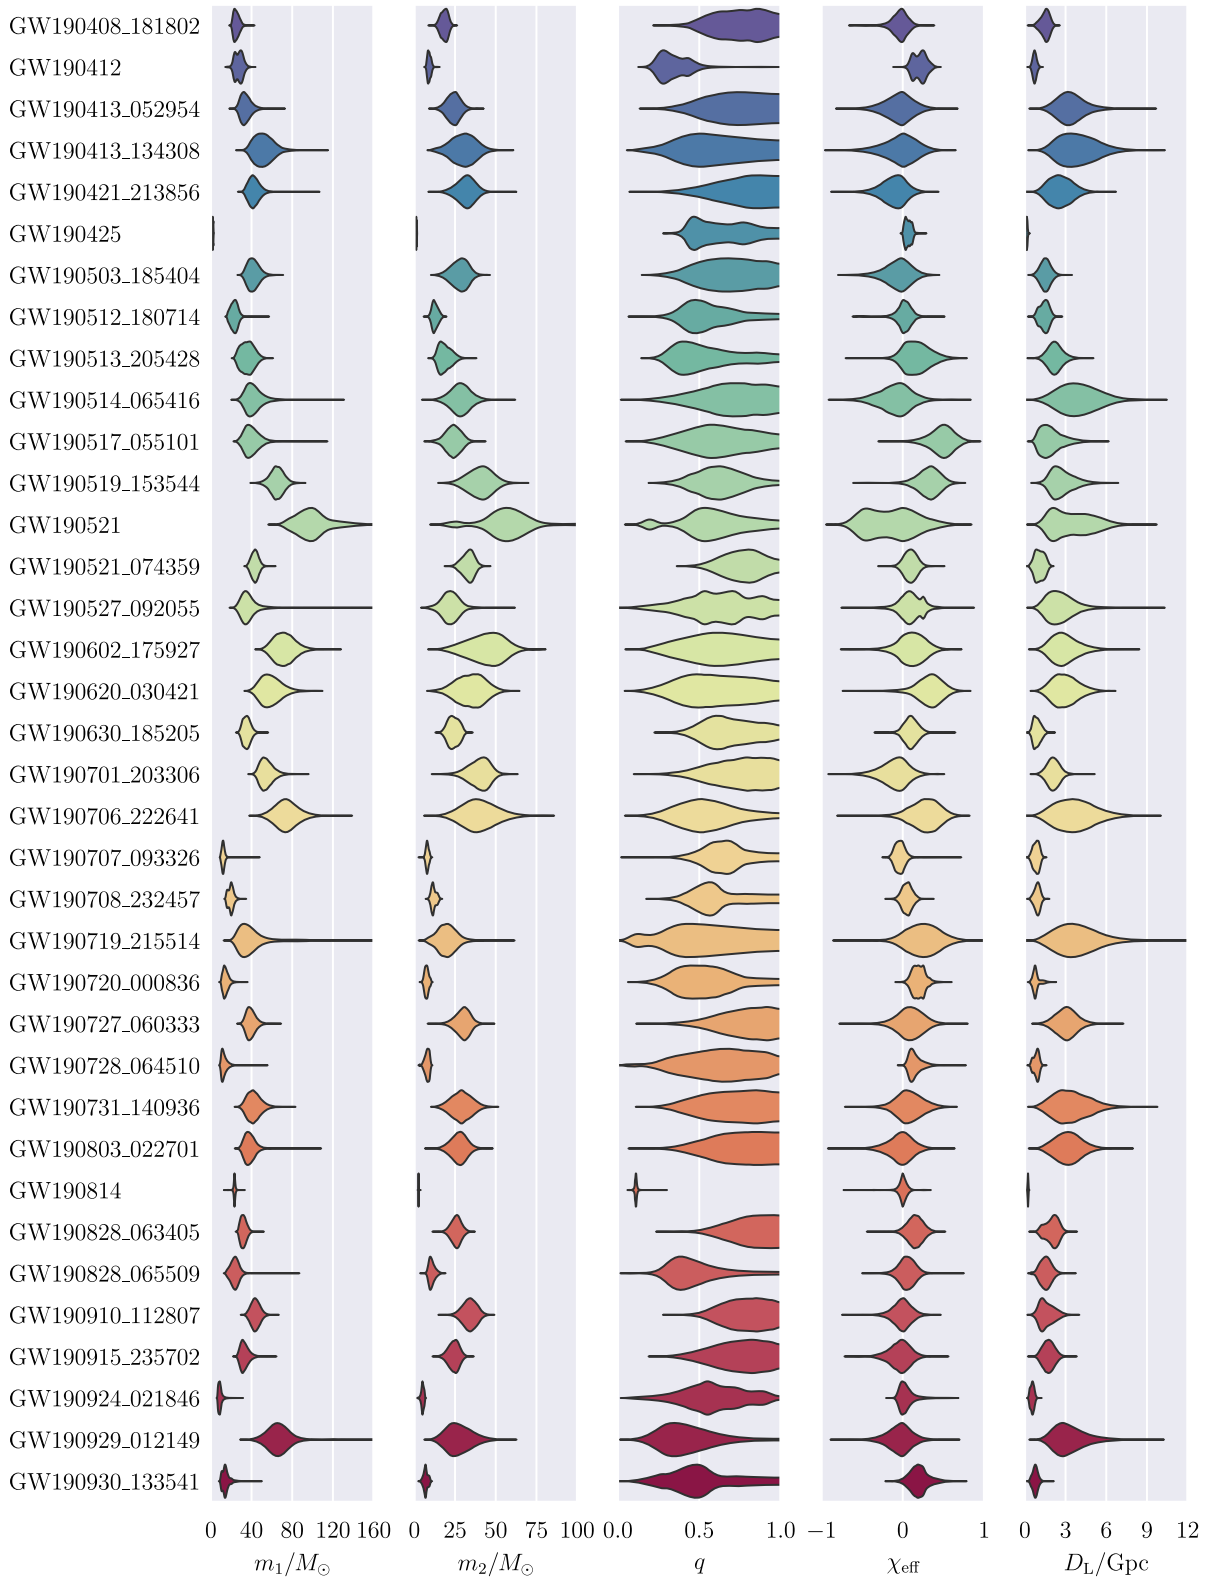 GW190408_181802
GW190412
GW190413_052954
GW190413_134308
GW190421_213856
GW190425
GW190503_185404
GW190512_180714
GW190513_205428
GW190514_065416
GW190517_055101
GW190519_153544
GW190521
GW190521_074359
GW190527_092055
GW190602_175927
GW190620_030421
GW190630_185205
GW190701_203306
GW190706_222641
GW190707_093326
GW190708_232457
GW190719_215514
GW190720_000836
GW190727_060333
GW190728_064510
GW190731_140936
GW190803_022701
GW190814
GW190828_063405
GW190828_065509
GW190910_112807
GW190915_235702
GW190924_021846
GW190929_012149
GW190930_133541
0 40 80 120 160 0 25 50 75 100 0.0 0.5 1.0 −1 0 1 0 3 6 9 12
m₁/M☉ m₂/M☉ q χeff DL/Gpc